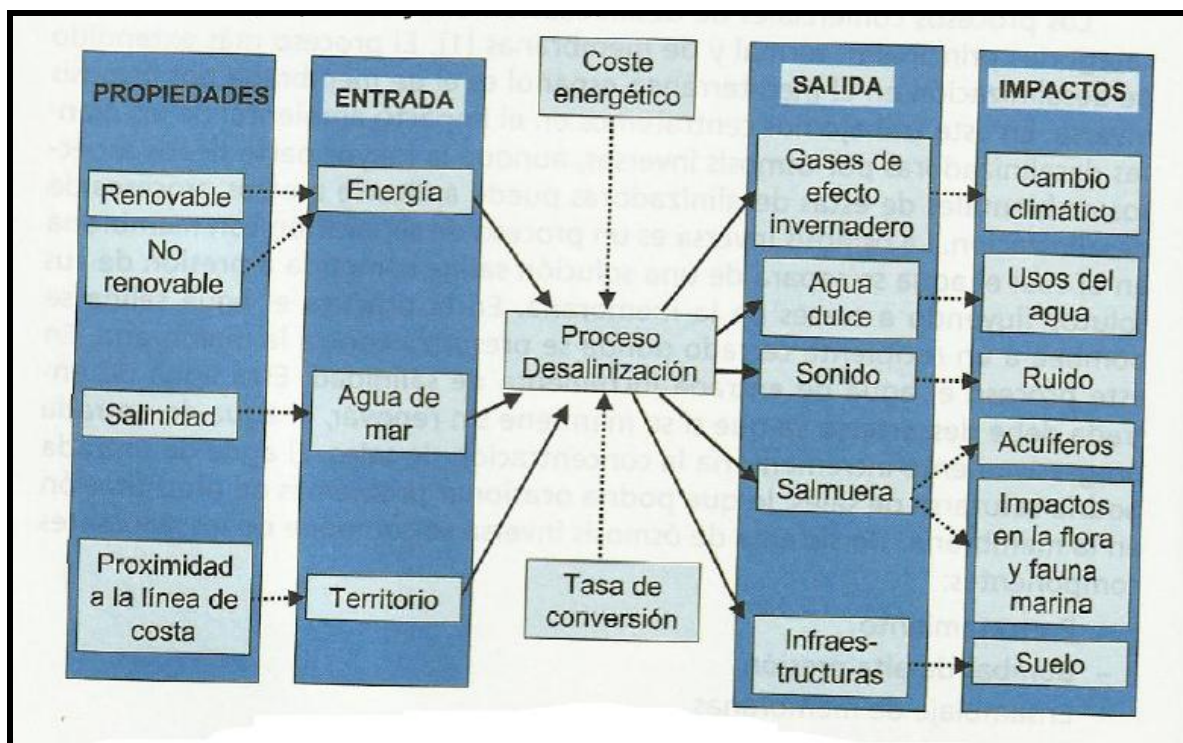 PROPIEDADES
Renovable
No
renovable
Salinidad
Proximidad
a la línea de
costa
ENTRADA
Energía
Agua de
mar
Territorio
Coste
energético
Proceso
Desalinización
Tasa de
conversión
SALIDA
Gases de
efecto
invernadero
Agua
dulce
Sonido
Salmuera
Infraes-
tructuras
IMPACTOS
Cambio
climático
Usos del
agua
Ruido
Acuíferos
Impactos
en la flora
y fauna
marina
Suelo